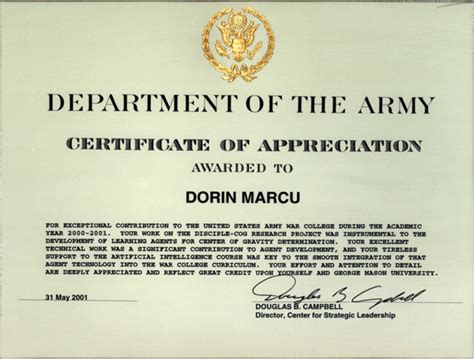 DEPARTMENT OF THE ARMY
CERTIFICATE OF APPRECIATION
AWARDED TO
DORIN MARCU
FOR EXCEPTIONAL CONTRIBUTION TO THE UNITED STATES ARMY WAR COLLEGE DURING THE ACADEMIC
YEAR 2000-2001. YOUR WORK ON THE DISCIPLE-COG RESEARCH PROJECT WAS INSTRUMENTAL TO THE
DEVELOPMENT OF LEARNING AGENTS FOR CENTER OF GRAVITY DETERMINATION. YOUR EXCELLENT
TECHNICAL WORK WAS A SIGNIFICANT CONTRIBUTION TO AGENT DEVELOPMENT, AND YOUR TIRELESS
SUPPORT TO THE ARTIFICIAL INTELLIGENCE COURSE WAS KEY TO THE SMOOTH INTEGRATION OF THAT
AGENT TECHNOLOGY INTO THE WAR COLLEGE CURRICULUM. YOUR EFFORT AND ATTENTION TO DETAIL
ARE DEEPLY APPRECIATED AND REFLECT GREAT CREDIT UPON YOURSELF AND GEORGE MASON UNIVERSITY.
31 May 2001
Douglas B. Campbell
DOUGLAS B. CAMPBELL
Director, Center for Strategic Leadership